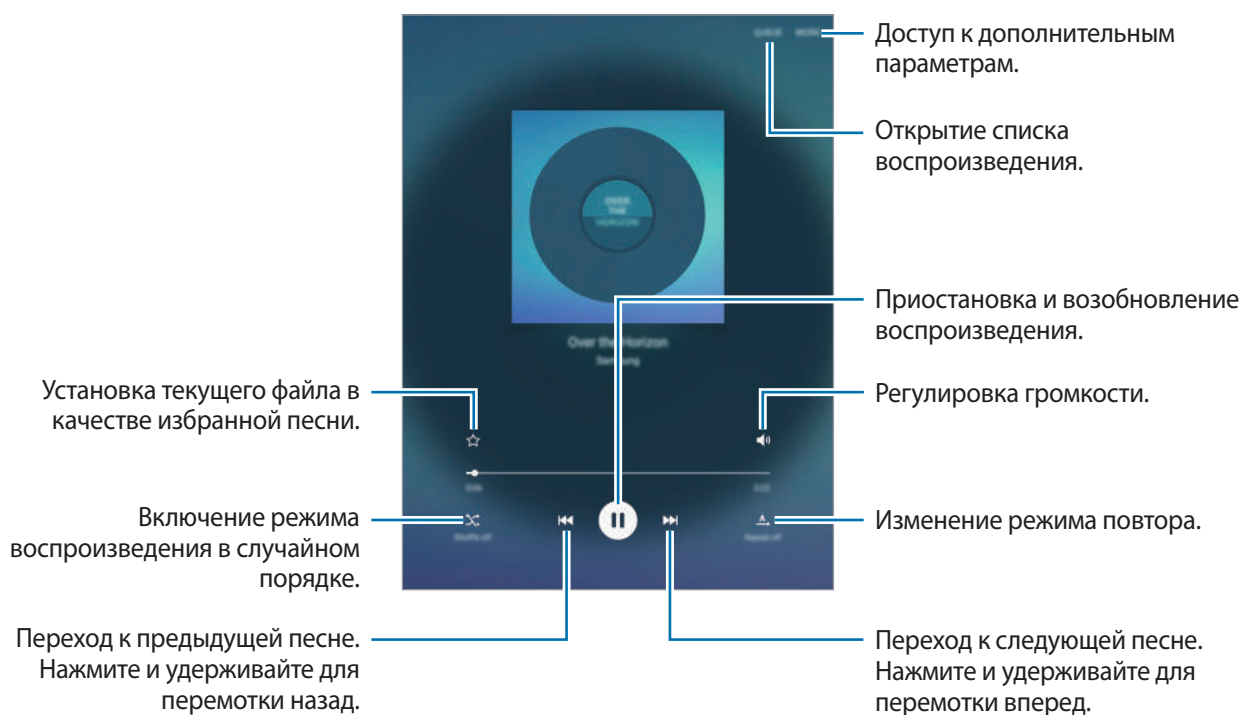 QUEUE MORE
Доступ к дополнительным
параметрам.
Открытие списка
воспроизведения.
OVER
THE
HORIZON
Приостановка и возобновление
воспроизведения.
Over the Horizon
Samsung
Установка текущего файла в
качестве избранной песни.
Регулировка громкости.
Включение режима
воспроизведения в случайном
порядке.
Shuffle off
Repeat off
Изменение режима повтора.
Переход к предыдущей песне.
Нажмите и удерживайте для
перемотки назад.
Переход к следующей песне.
Нажмите и удерживайте для
перемотки вперед.